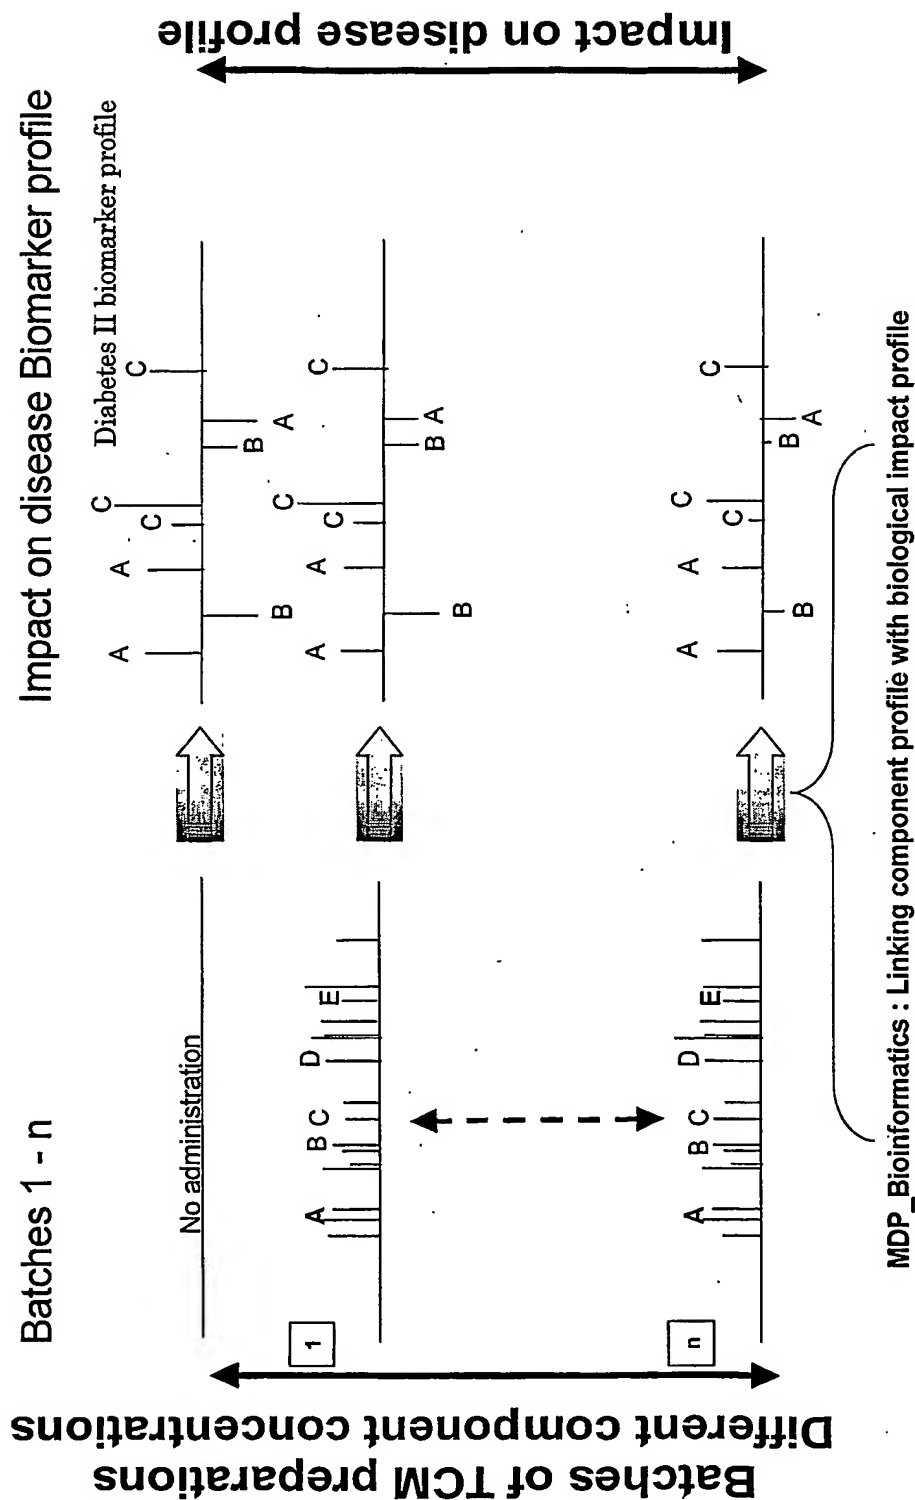 Batches 1 - n
Impact on disease Biomarker profile
Batches of TCM preparations
Different component concentrations
No administration
Diabetes II biomarker profile
A
B
A
C
C
B
A
C
1
A
B
C
D
E
A
B
A
C
C
B
A
C
n
A
B
C
D
E
A
B
A
C
C
B
A
C
Impact on disease profile
MDP_Bioinformatics : Linking component profile with biological impact profile